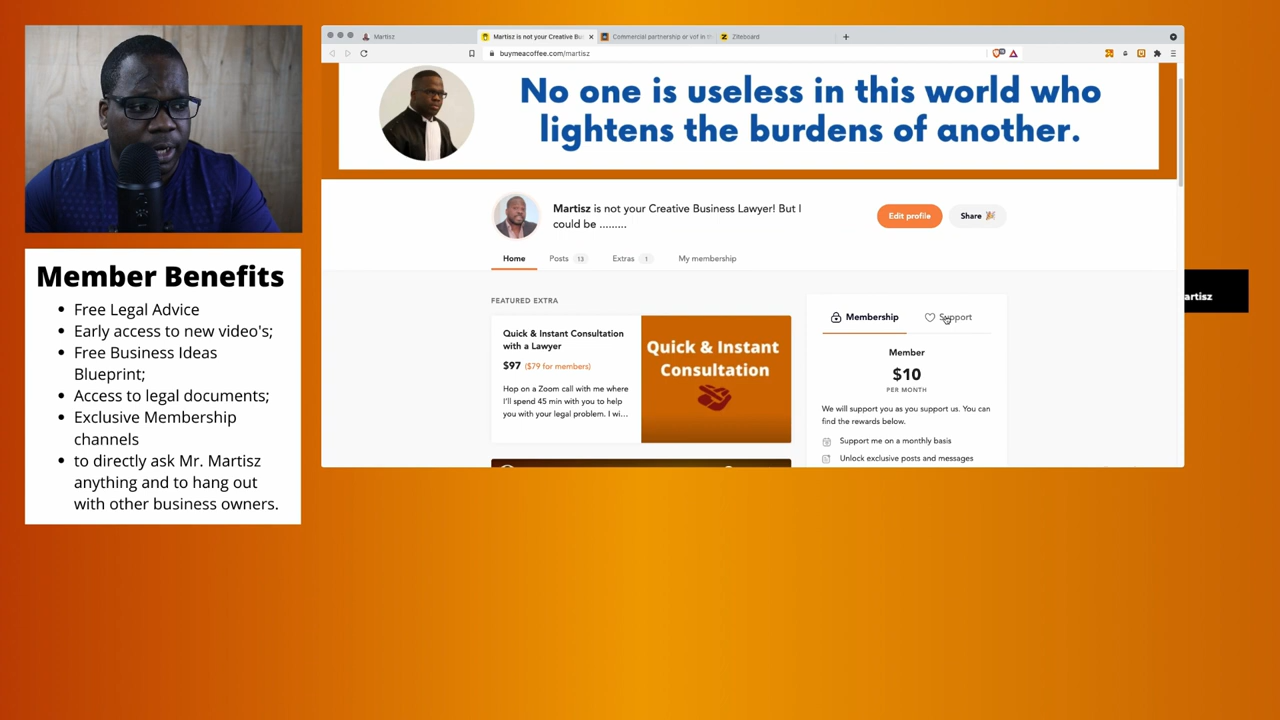 Martisz
Martisz is not your Creative Bus
Commercial partnership or vof in th
Ziteboard
buymeacoffee.com/martisz
No one is useless in this world who
lightens the burdens of another.
Martisz is not your Creative Business Lawyer! But I
could be .........
Edit profile
Share
Home
Posts 13
Extras 1
My membership
FEATURED EXTRA
Quick & Instant Consultation
with a Lawyer
$97 ($79 for members)
Hop on a Zoom call with me where
I'll spend 45 min with you to help
you with your legal problem. I wi...
Quick & Instant
Consultation
Membership
Support
Member
$10
PER MONTH
We will support you as you support us. You can
find the rewards below.
Support me on a monthly basis
Unlock exclusive posts and messages
artisz
Member Benefits
• Free Legal Advice
• Early access to new video's;
• Free Business Ideas
Blueprint;
• Access to legal documents;
• Exclusive Membership
channels
• to directly ask Mr. Martisz
anything and to hang out
with other business owners.